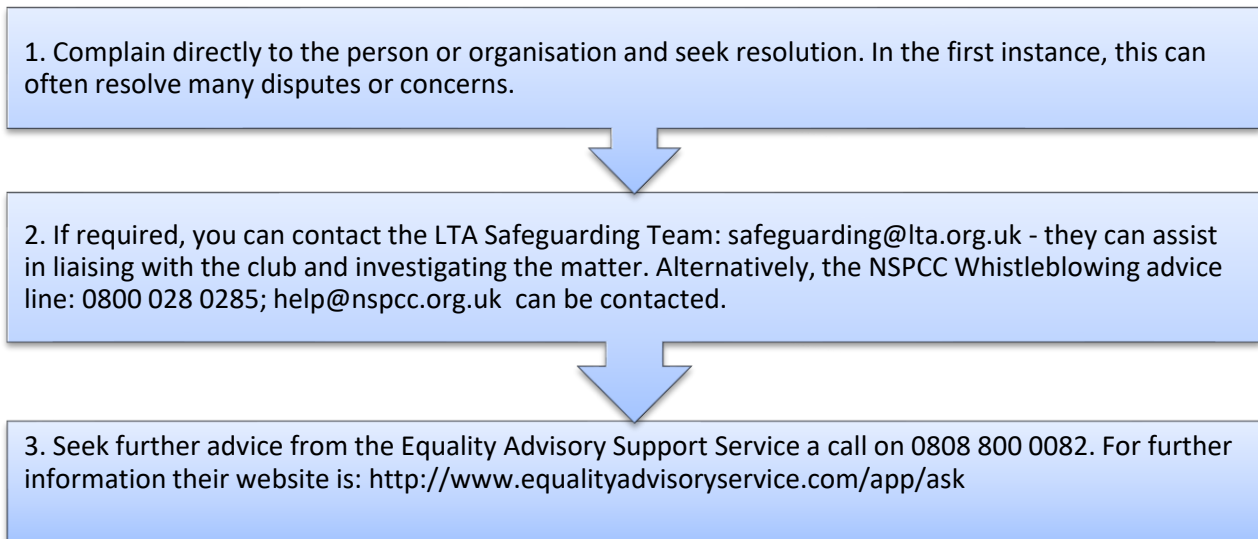 1. Complain directly to the person or organisation and seek resolution. In the first instance, this can
often resolve many disputes or concerns.
2. If required, you can contact the LTA Safeguarding Team: safeguarding@lta.org.uk - they can assist
in liaising with the club and investigating the matter. Alternatively, the NSPCC Whistleblowing advice
line: 0800 028 0285; help@nspcc.org.uk  can be contacted.
3. Seek further advice from the Equality Advisory Support Service a call on 0808 800 0082. For further
information their website is: http://www.equalityadvisoryservice.com/app/ask